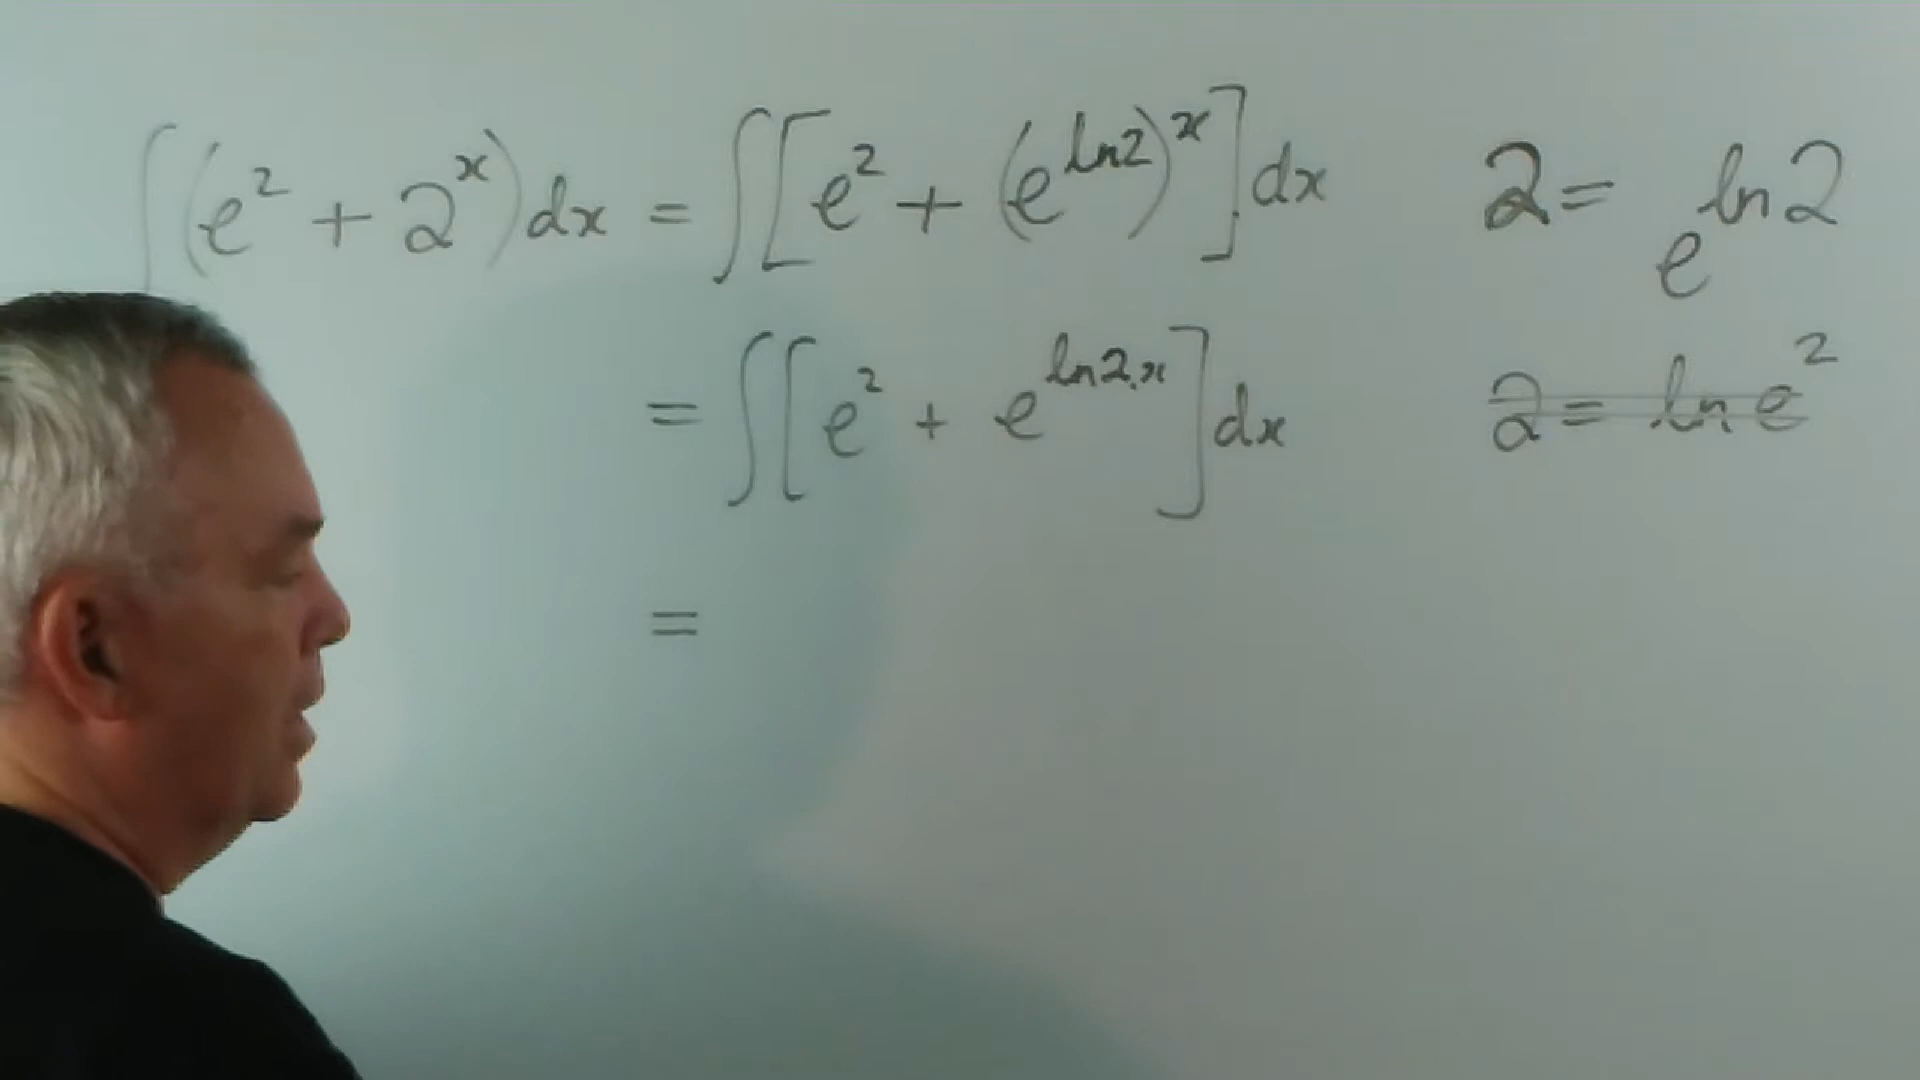 ∫(e² + 2ˣ)dx = ∫[e² + (e^{ln2})^x]dx
2 = e^{ln2}
= ∫[e² + e^{ln2.x}]dx
2 = ln e²
=